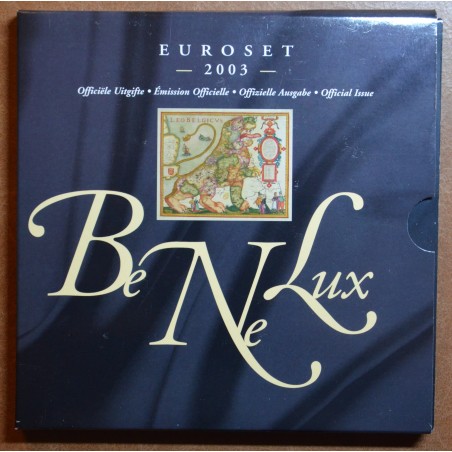 EUROSET
— 2003 —
Officiële Uitgifte • Émission Officielle • Offizielle Ausgabe • Official Issue
Be
Ne
Lux